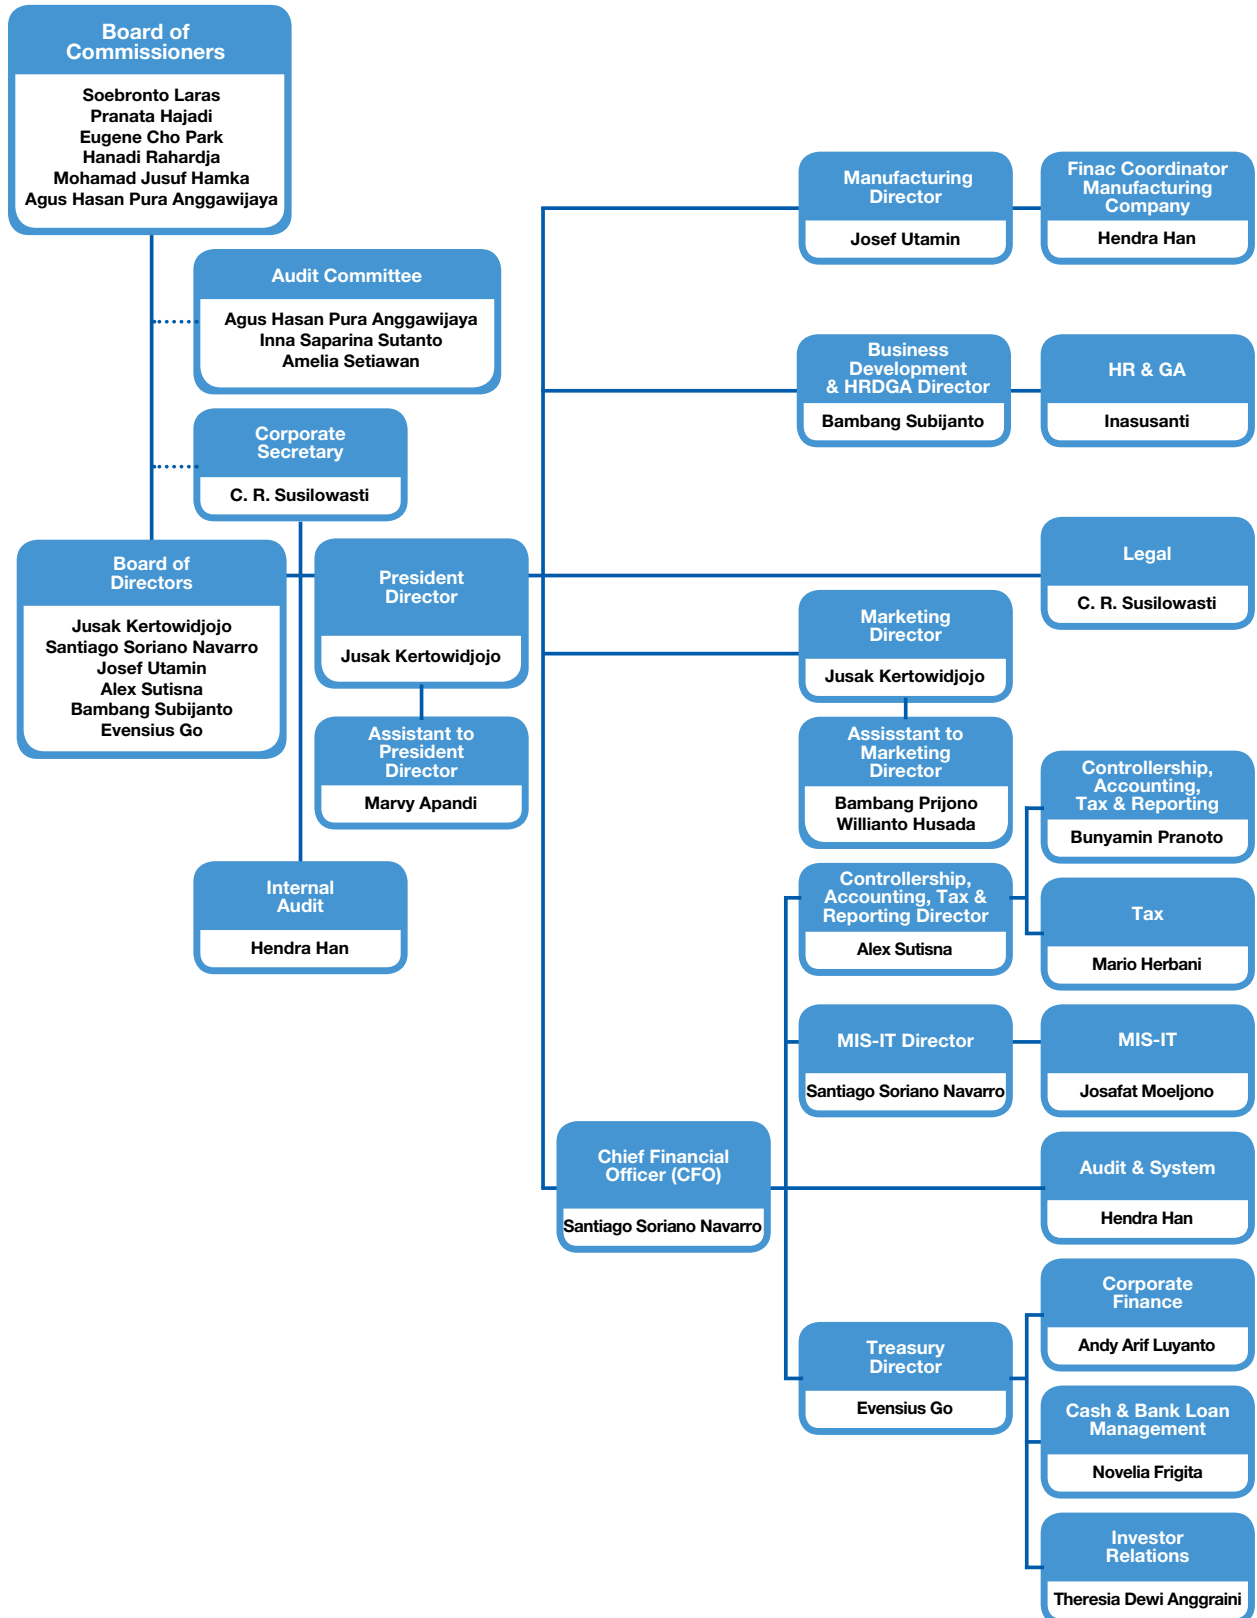 Board of
Commissioners
Soebronto Laras
Pranata Hajadi
Eugene Cho Park
Hanadi Rahardja
Mohamad Jusuf Hamka
Agus Hasan Pura Anggawijaya
Audit Committee
Agus Hasan Pura Anggawijaya
Inna Saparina Sutanto
Amelia Setiawan
Corporate
Secretary
C. R. Susilowasti
Board of
Directors
Jusak Kertowidjojo
Santiago Soriano Navarro
Josef Utamin
Alex Sutisna
Bambang Subijanto
Evensius Go
President
Director
Jusak Kertowidjojo
Assistant to
President
Director
Marvy Apandi
Internal
Audit
Hendra Han
Manufacturing
Director
Josef Utamin
Finac Coordinator
Manufacturing
Company
Hendra Han
Business
Development
& HRDGA Director
Bambang Subijanto
HR & GA
Inasusanti
Legal
C. R. Susilowasti
Marketing
Director
Jusak Kertowidjojo
Assisstant to
Marketing
Director
Bambang Prijono
Willianto Husada
Controllership,
Accounting, Tax &
Reporting Director
Alex Sutisna
Controllership,
Accounting,
Tax & Reporting
Bunyamin Pranoto
Tax
Mario Herbani
MIS-IT Director
Santiago Soriano Navarro
MIS-IT
Josafat Moeljono
Chief Financial
Officer (CFO)
Santiago Soriano Navarro
Audit & System
Hendra Han
Treasury
Director
Evensius Go
Corporate
Finance
Andy Arif Luyanto
Cash & Bank Loan
Management
Novelia Frigita
Investor
Relations
Theresia Dewi Anggraini